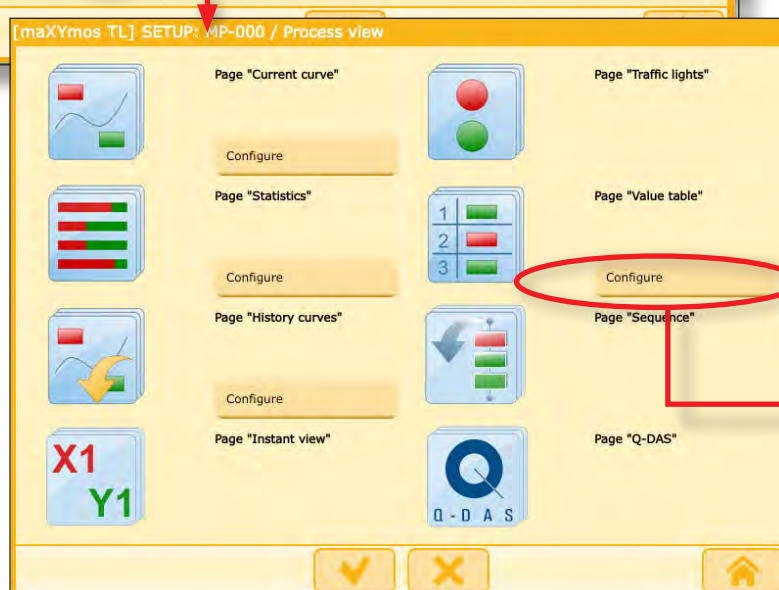 [maXYmos TL] SETUP: MP-000 / Process view
Page "Current curve"
Configure
Page "Traffic lights"
Page "Statistics"
Configure
1
2
3
Page "Value table"
Configure
Page "History curves"
Configure
Page "Sequence"
X1
Y1
Page "Instant view"
Q-DAS
Page "Q-DAS"